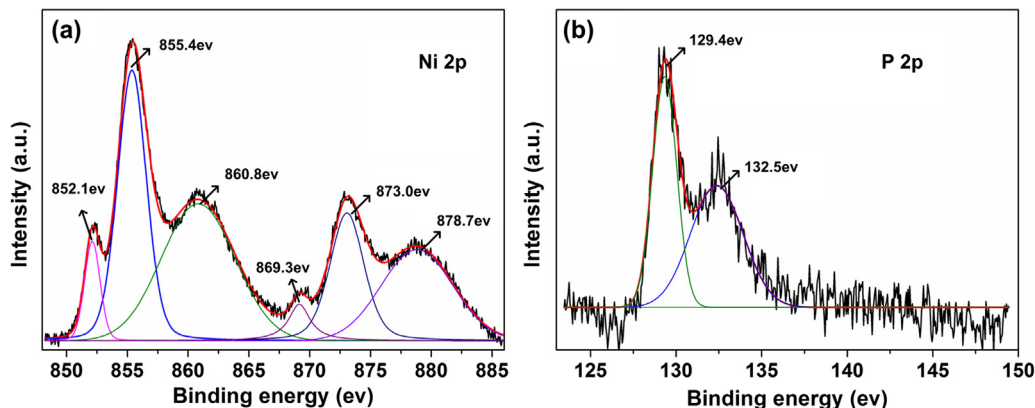 (a)
855.4ev
Ni 2p
852.1ev
860.8ev
873.0ev
878.7ev
869.3ev
Intensity (a.u.)
850 855 860 865 870 875 880 885
Binding energy (ev)
(b)
129.4ev
P 2p
132.5ev
Intensity (a.u.)
125 130 135 140 145 150
Binding energy (ev)